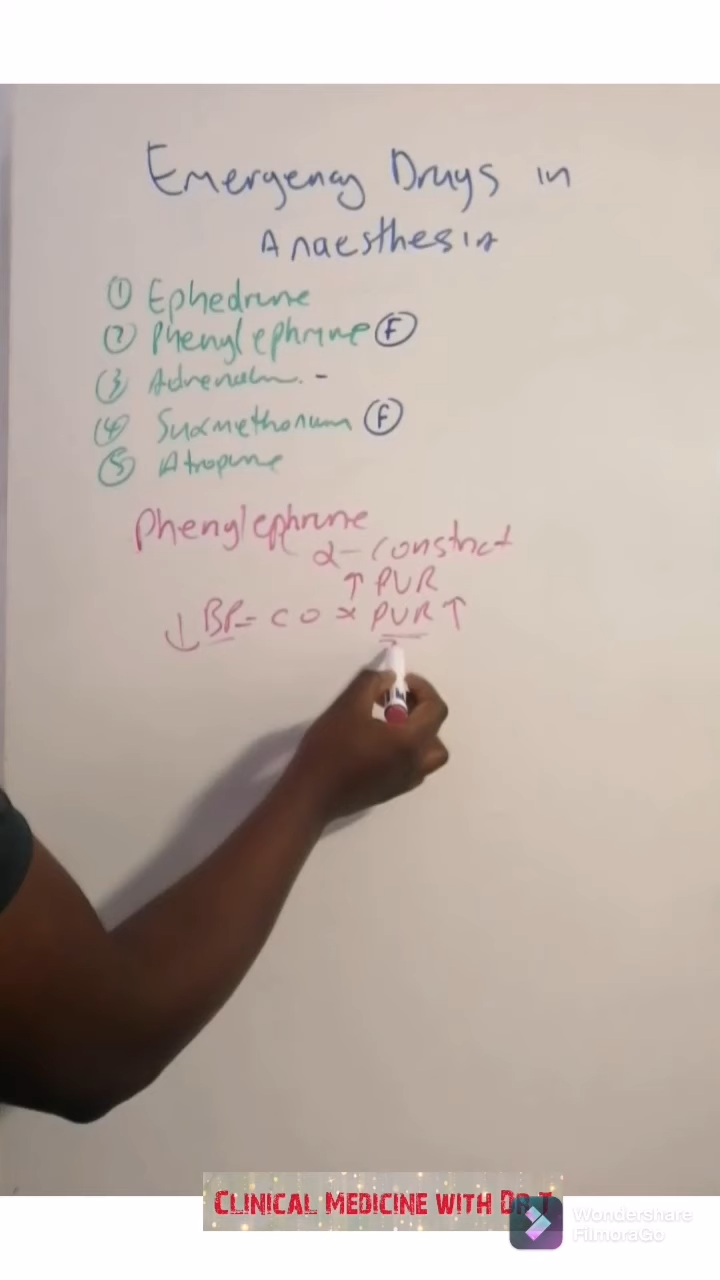 Emergency Drugs in
Anaesthesia
① Ephedrine
② Phenylephrine Ⓕ
③ Adrenalin. -
④ Suxmethonium Ⓕ
⑤ Atropine
Phenylephrine
α-constrict
↑ PVR
↓ BP = CO × PVR ↑
CLINICAL MEDICINE WITH DR T
Wondershare
FilmoraGo